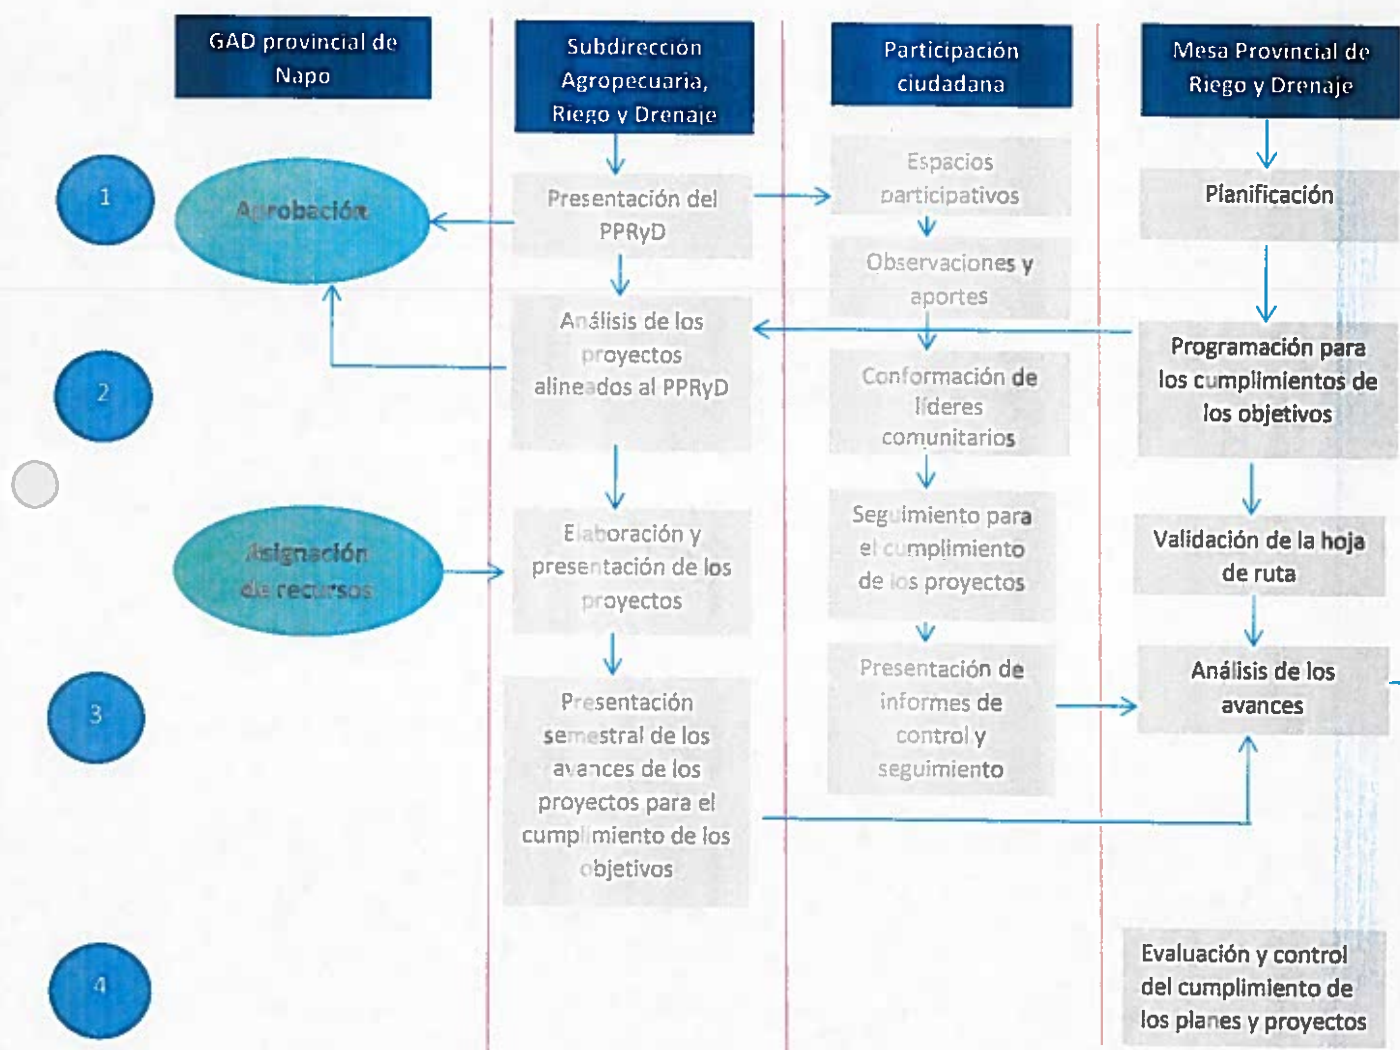 GAD provincial de
Napo
Subdirección
Agropecuaria,
Riego y Drenaje
Participación
ciudadana
Mesa Provincial de
Riego y Drenaje
1
Aprobación
Presentación del
PPRyD
Espacios
participativos
Observaciones y
aportes
Planificación
2
Análisis de los
proyectos
alineados al PPRyD
Conformación de
líderes
comunitarios
Programación para
los cumplimientos de
los objetivos
Asignación
de recursos
Elaboración y
presentación de los
proyectos
Seguimiento para
el cumplimiento
de los proyectos
Validación de la hoja
de ruta
3
Presentación
semestral de los
avances de los
proyectos para el
cumplimiento de los
objetivos
Presentación de
informes de
control y
seguimiento
Análisis de los
avances
4
Evaluación y control
del cumplimiento de
los planes y proyectos